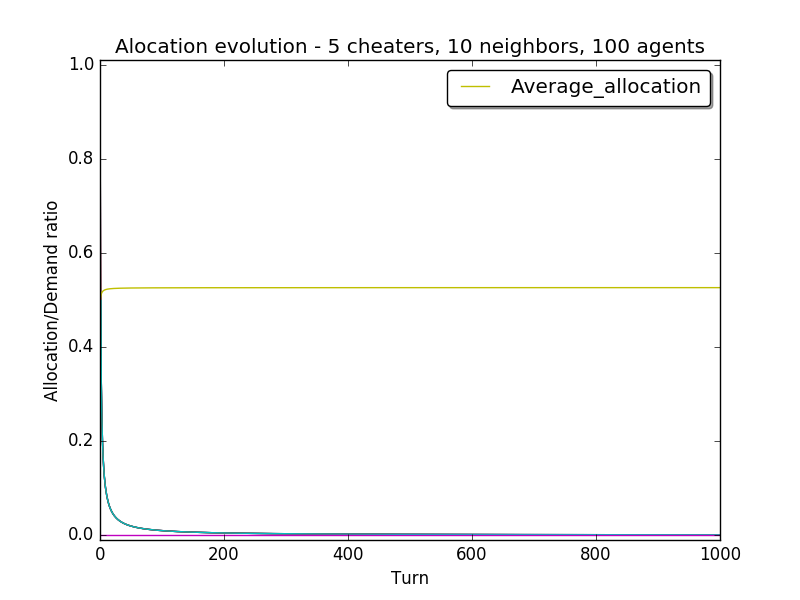 Alocation evolution - 5 cheaters, 10 neighbors, 100 agents
Average_allocation
1.0
0.8
0.6
0.4
0.2
0.0
Allocation/Demand ratio
0 200 400 600 800 1000
Turn